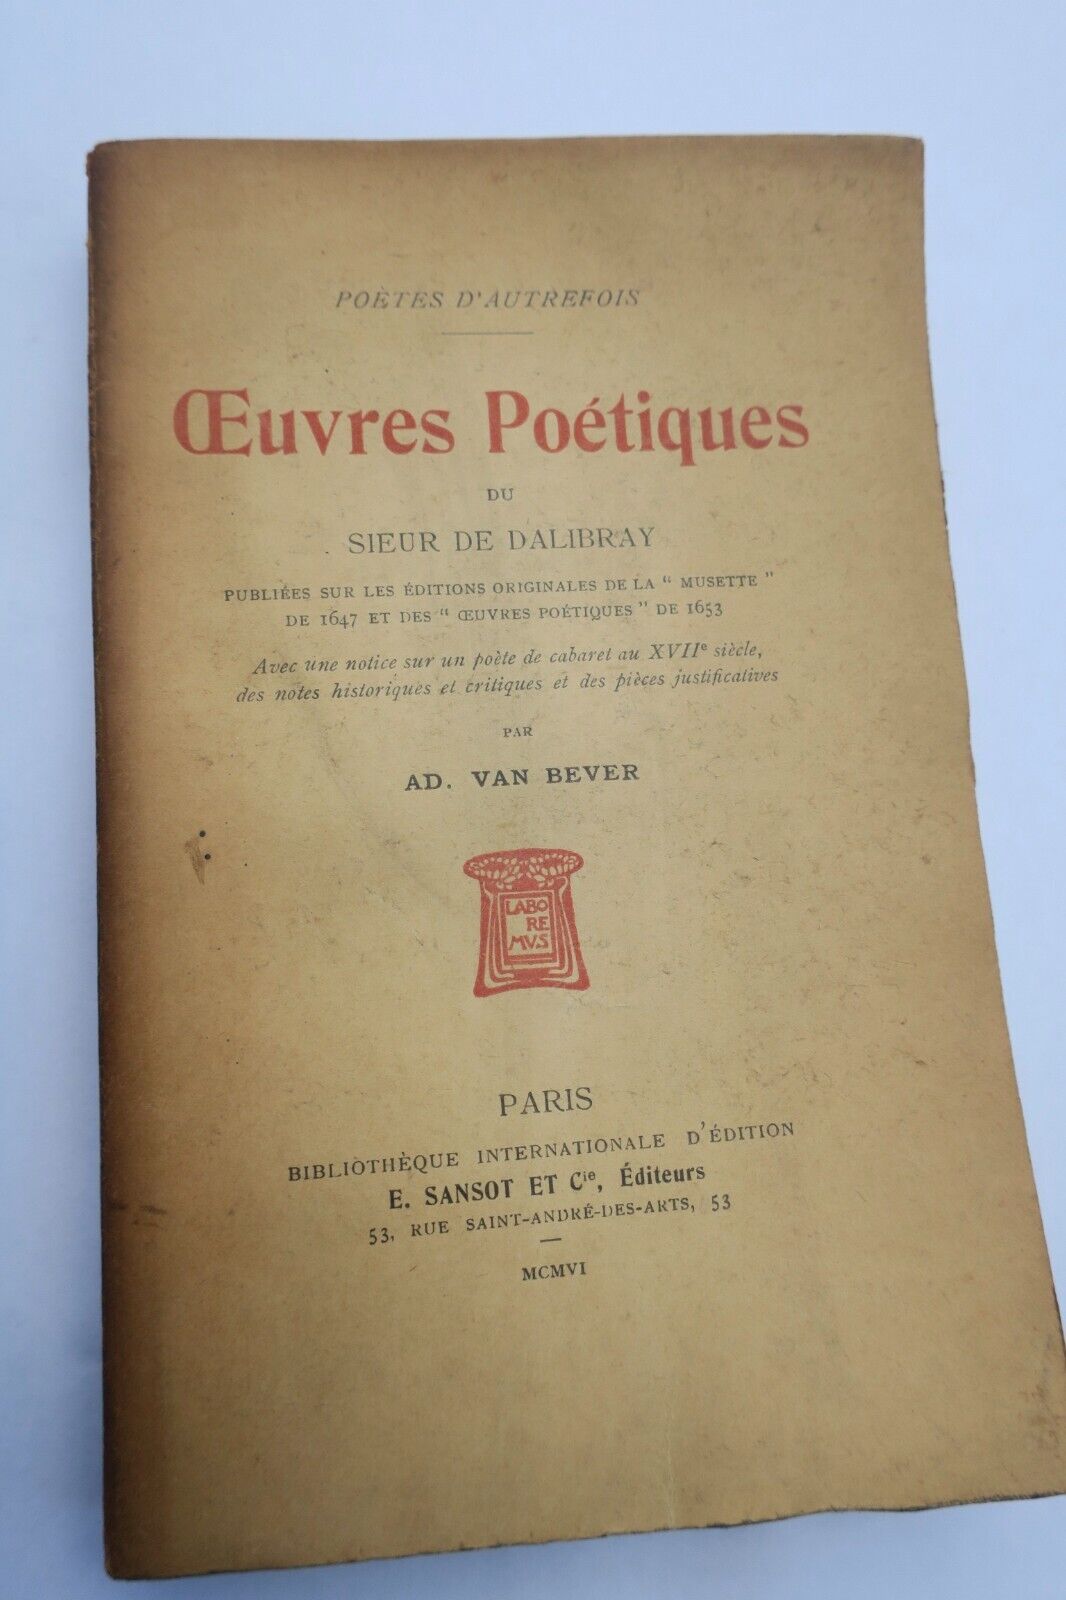 POÈTES D'AUTREFOIS
Œuvres Poétiques
DU
SIEUR DE DALIBRAY
PUBLIÉES SUR LES ÉDITIONS ORIGINALES DE LA " MUSETTE "
DE 1647 ET DES " ŒUVRES POÉTIQUES " DE 1653
Avec une notice sur un poète de cabaret au XVIIe siècle,
des notes historiques et critiques et des pièces justificatives
PAR
AD. VAN BEVER
LABO
RE
MVS
PARIS
BIBLIOTHÈQUE INTERNATIONALE D'ÉDITION
E. SANSOT ET Cie, Éditeurs
53, RUE SAINT-ANDRÉ-DES-ARTS, 53
MCMVI